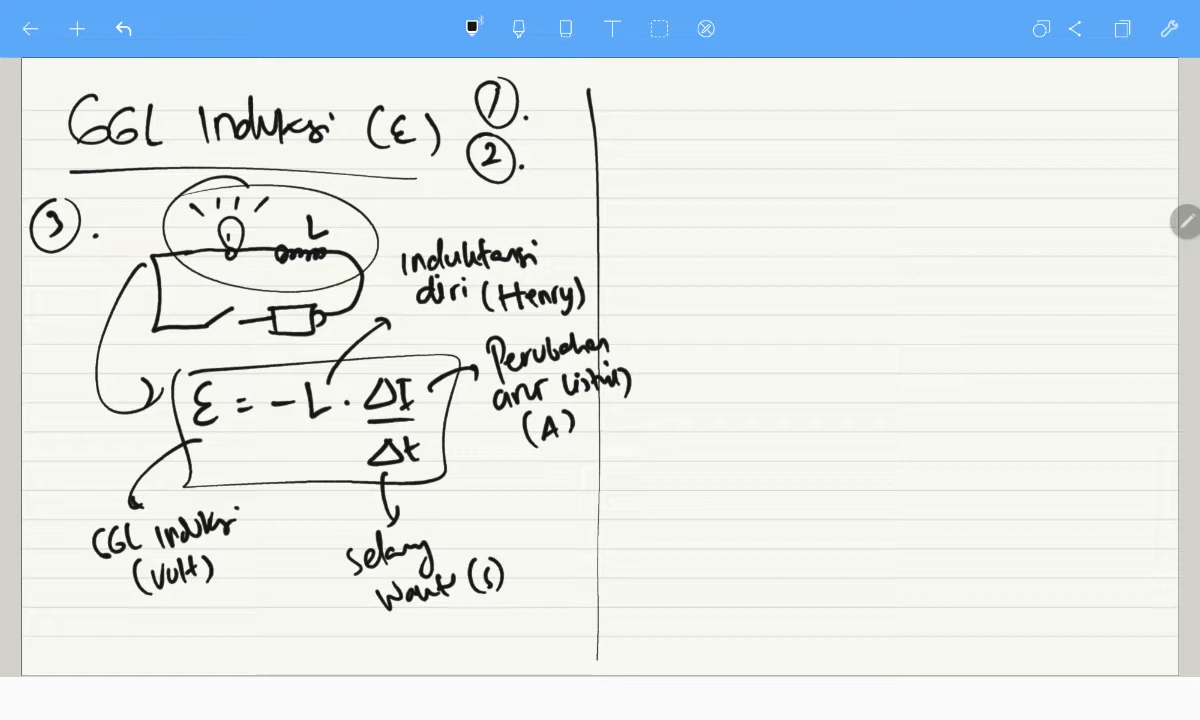 GGL Induksi (ε)
①.
②.
③.
L
Induktansi
diri (Henry)
Perubahan
arus listrik
(A)
ε = - L . ΔI
Δt
GGL Induksi
(Volt)
Selang
Waktu (s)